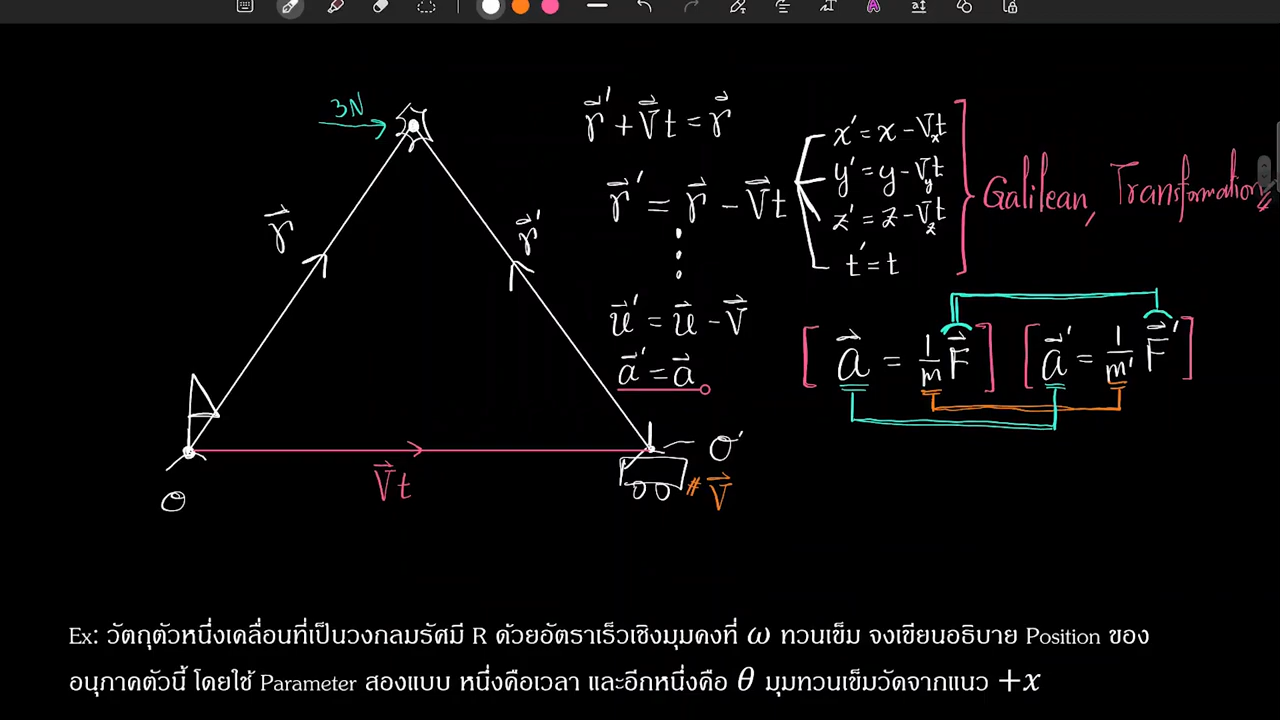 3N
r⃗
r⃗′
V⃗t
O
O′
# V⃗
r⃗′ + V⃗t = r⃗
r⃗′ = r⃗ − V⃗t
x′ = x − Vₓt
y′ = y − V_y t
z′ = z − V_z t
t′ = t
Galilean, Transformation
u⃗′ = u⃗ − V⃗
a⃗′ = a⃗
[ a⃗ = 1/m F⃗ ] [ a⃗′ = 1/m′ F⃗′ ]
Ex: วัตถุตัวหนึ่งเคลื่อนที่เป็นวงกลมรัศมี R ด้วยอัตราเร็วเชิงมุมคงที่ ω ทวนเข็ม จงเขียนอธิบาย Position ของ
อนุภาคตัวนี้ โดยใช้ Parameter สองแบบ หนึ่งคือเวลา และอีกหนึ่งคือ θ มุมทวนเข็มวัดจากแนว +x